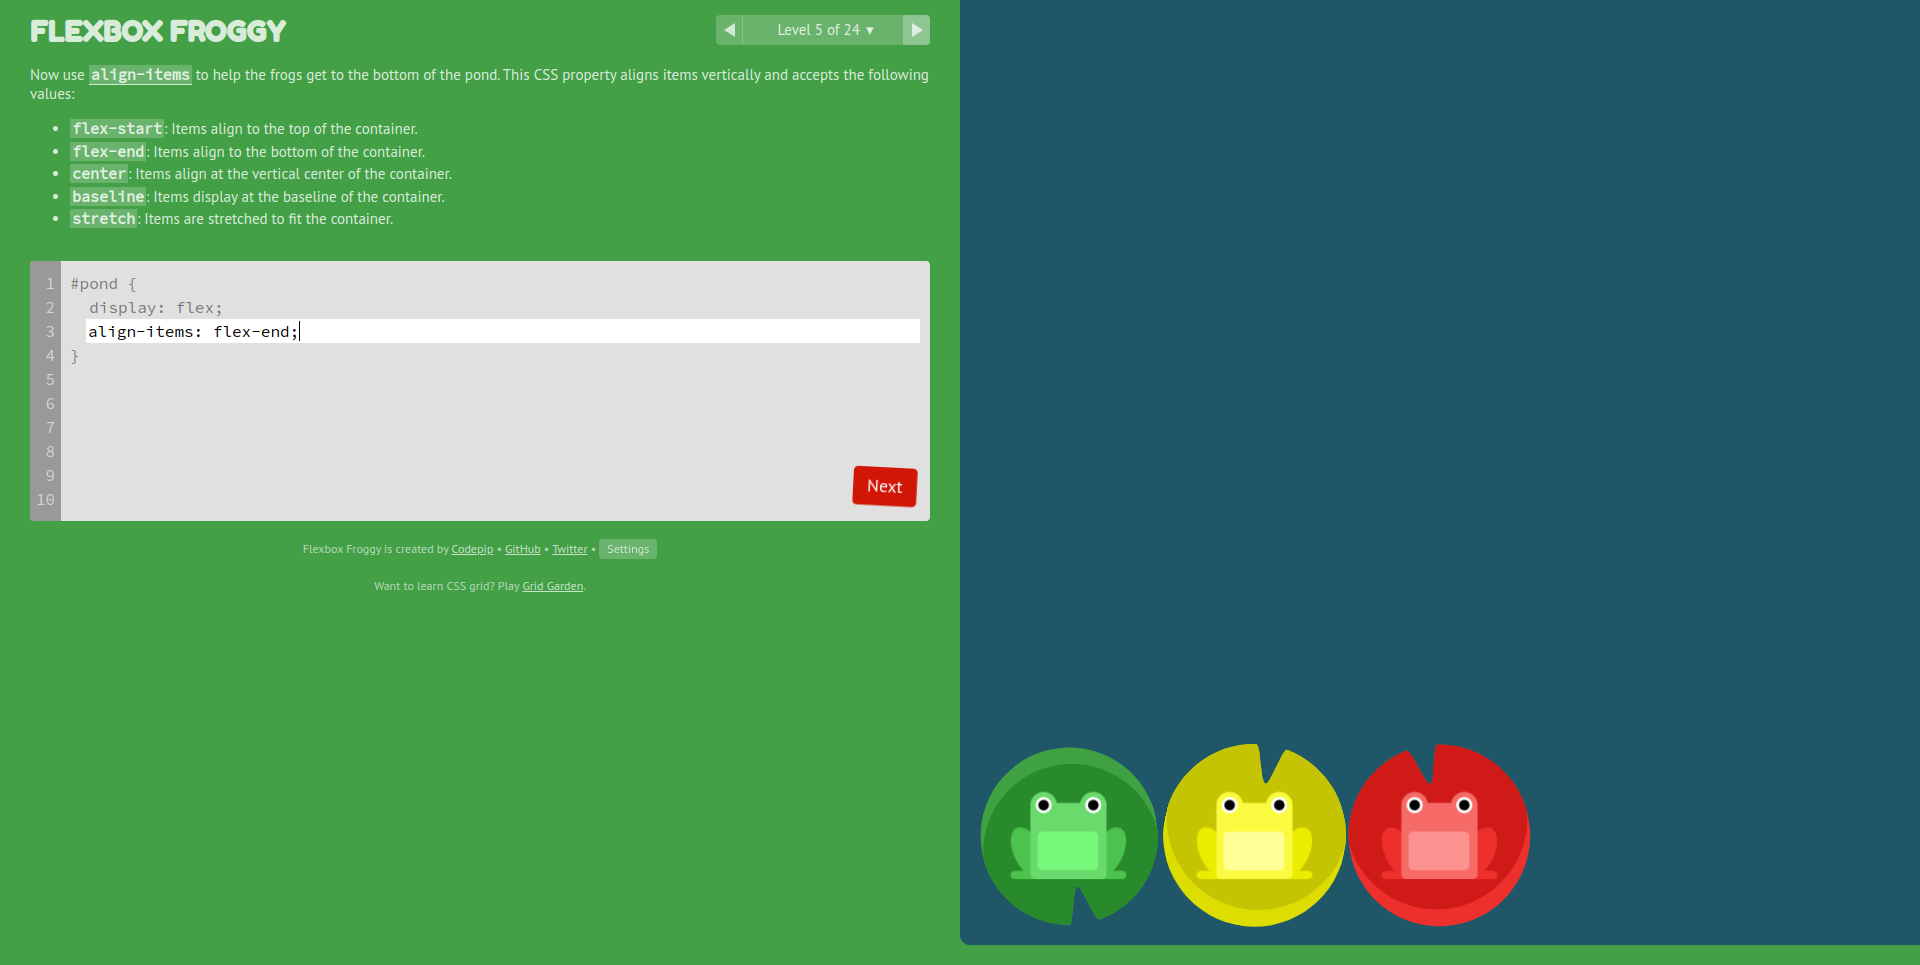 FLEXBOX FROGGY
◀ Level 5 of 24 ▾ ▶
Now use align-items to help the frogs get to the bottom of the pond. This CSS property aligns items vertically and accepts the following
values:
• flex-start: Items align to the top of the container.
• flex-end: Items align to the bottom of the container.
• center: Items align at the vertical center of the container.
• baseline: Items display at the baseline of the container.
• stretch: Items are stretched to fit the container.
1 #pond {
2 display: flex;
3 align-items: flex-end;
4 }
5
6
7
8
9
10
Next
Flexbox Froggy is created by Codepip • GitHub • Twitter • Settings
Want to learn CSS grid? Play Grid Garden.